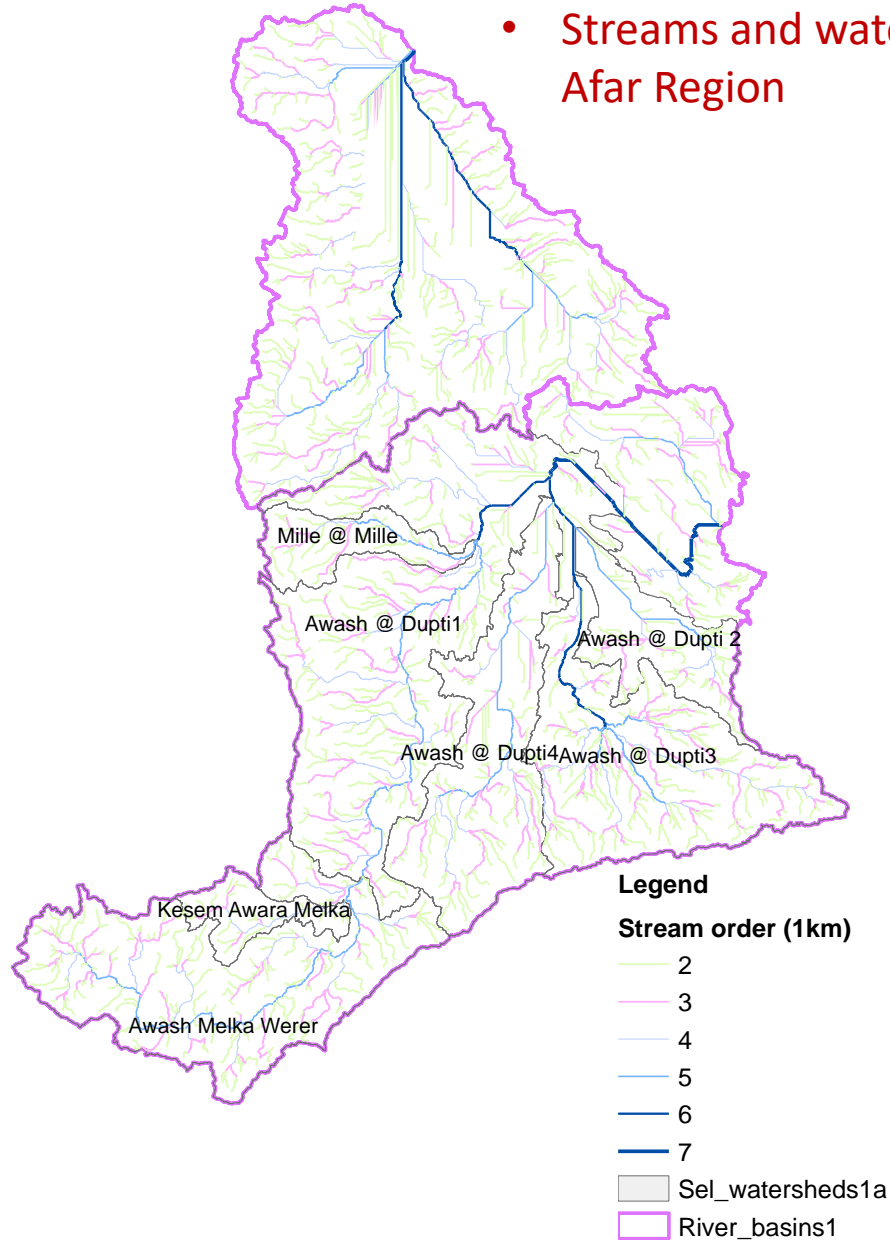 • Streams and wate
Afar Region
Mille @ Mille
Awash @ Dupti1
Awash @ Dupti 2
Awash @ Dupti4
Awash @ Dupti3
Kesem Awara Melka
Awash Melka Werer
Legend
Stream order (1km)
2
3
4
5
6
7
Sel_watersheds1a
River_basins1